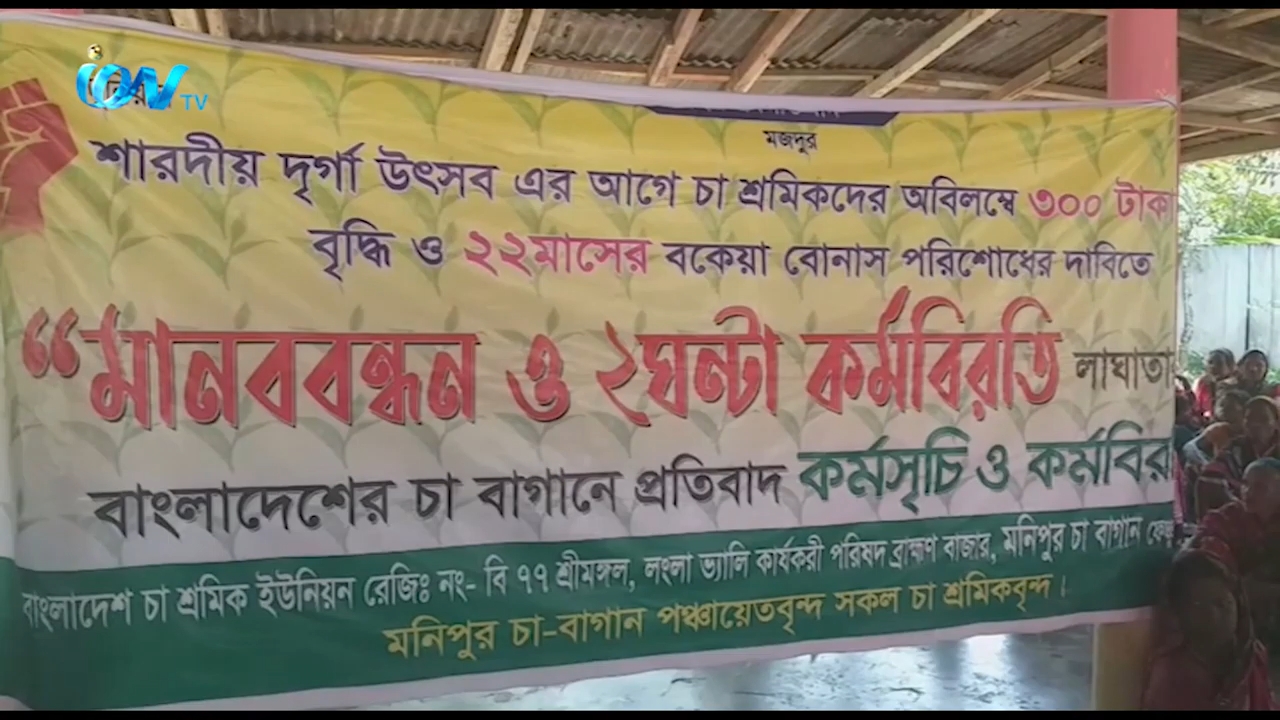 iON TV
মজদুর
শারদীয় দূর্গা উৎসব এর আগে চা শ্রমিকদের অবিলম্বে ৩০০ টাকা
বৃদ্ধি ও ২২মাসের বকেয়া বোনাস পরিশোধের দাবিতে
“মানববন্ধন ও ২ঘন্টা কর্মবিরতি লাঘাতা
বাংলাদেশের চা বাগানে প্রতিবাদ কর্মসূচি ও কর্মবির
বাংলাদেশ চা শ্রমিক ইউনিয়ন রেজিঃ নং- বি ৭৭ শ্রীমঙ্গল, লংলা ভ্যালি কার্যকরী পরিষদ ব্রাহ্মণ বাজার, মনিপুর চা বাগান
মনিপুর চা-বাগান পঞ্চায়েতবৃন্দ সকল চা শ্রমিকবৃন্দ।